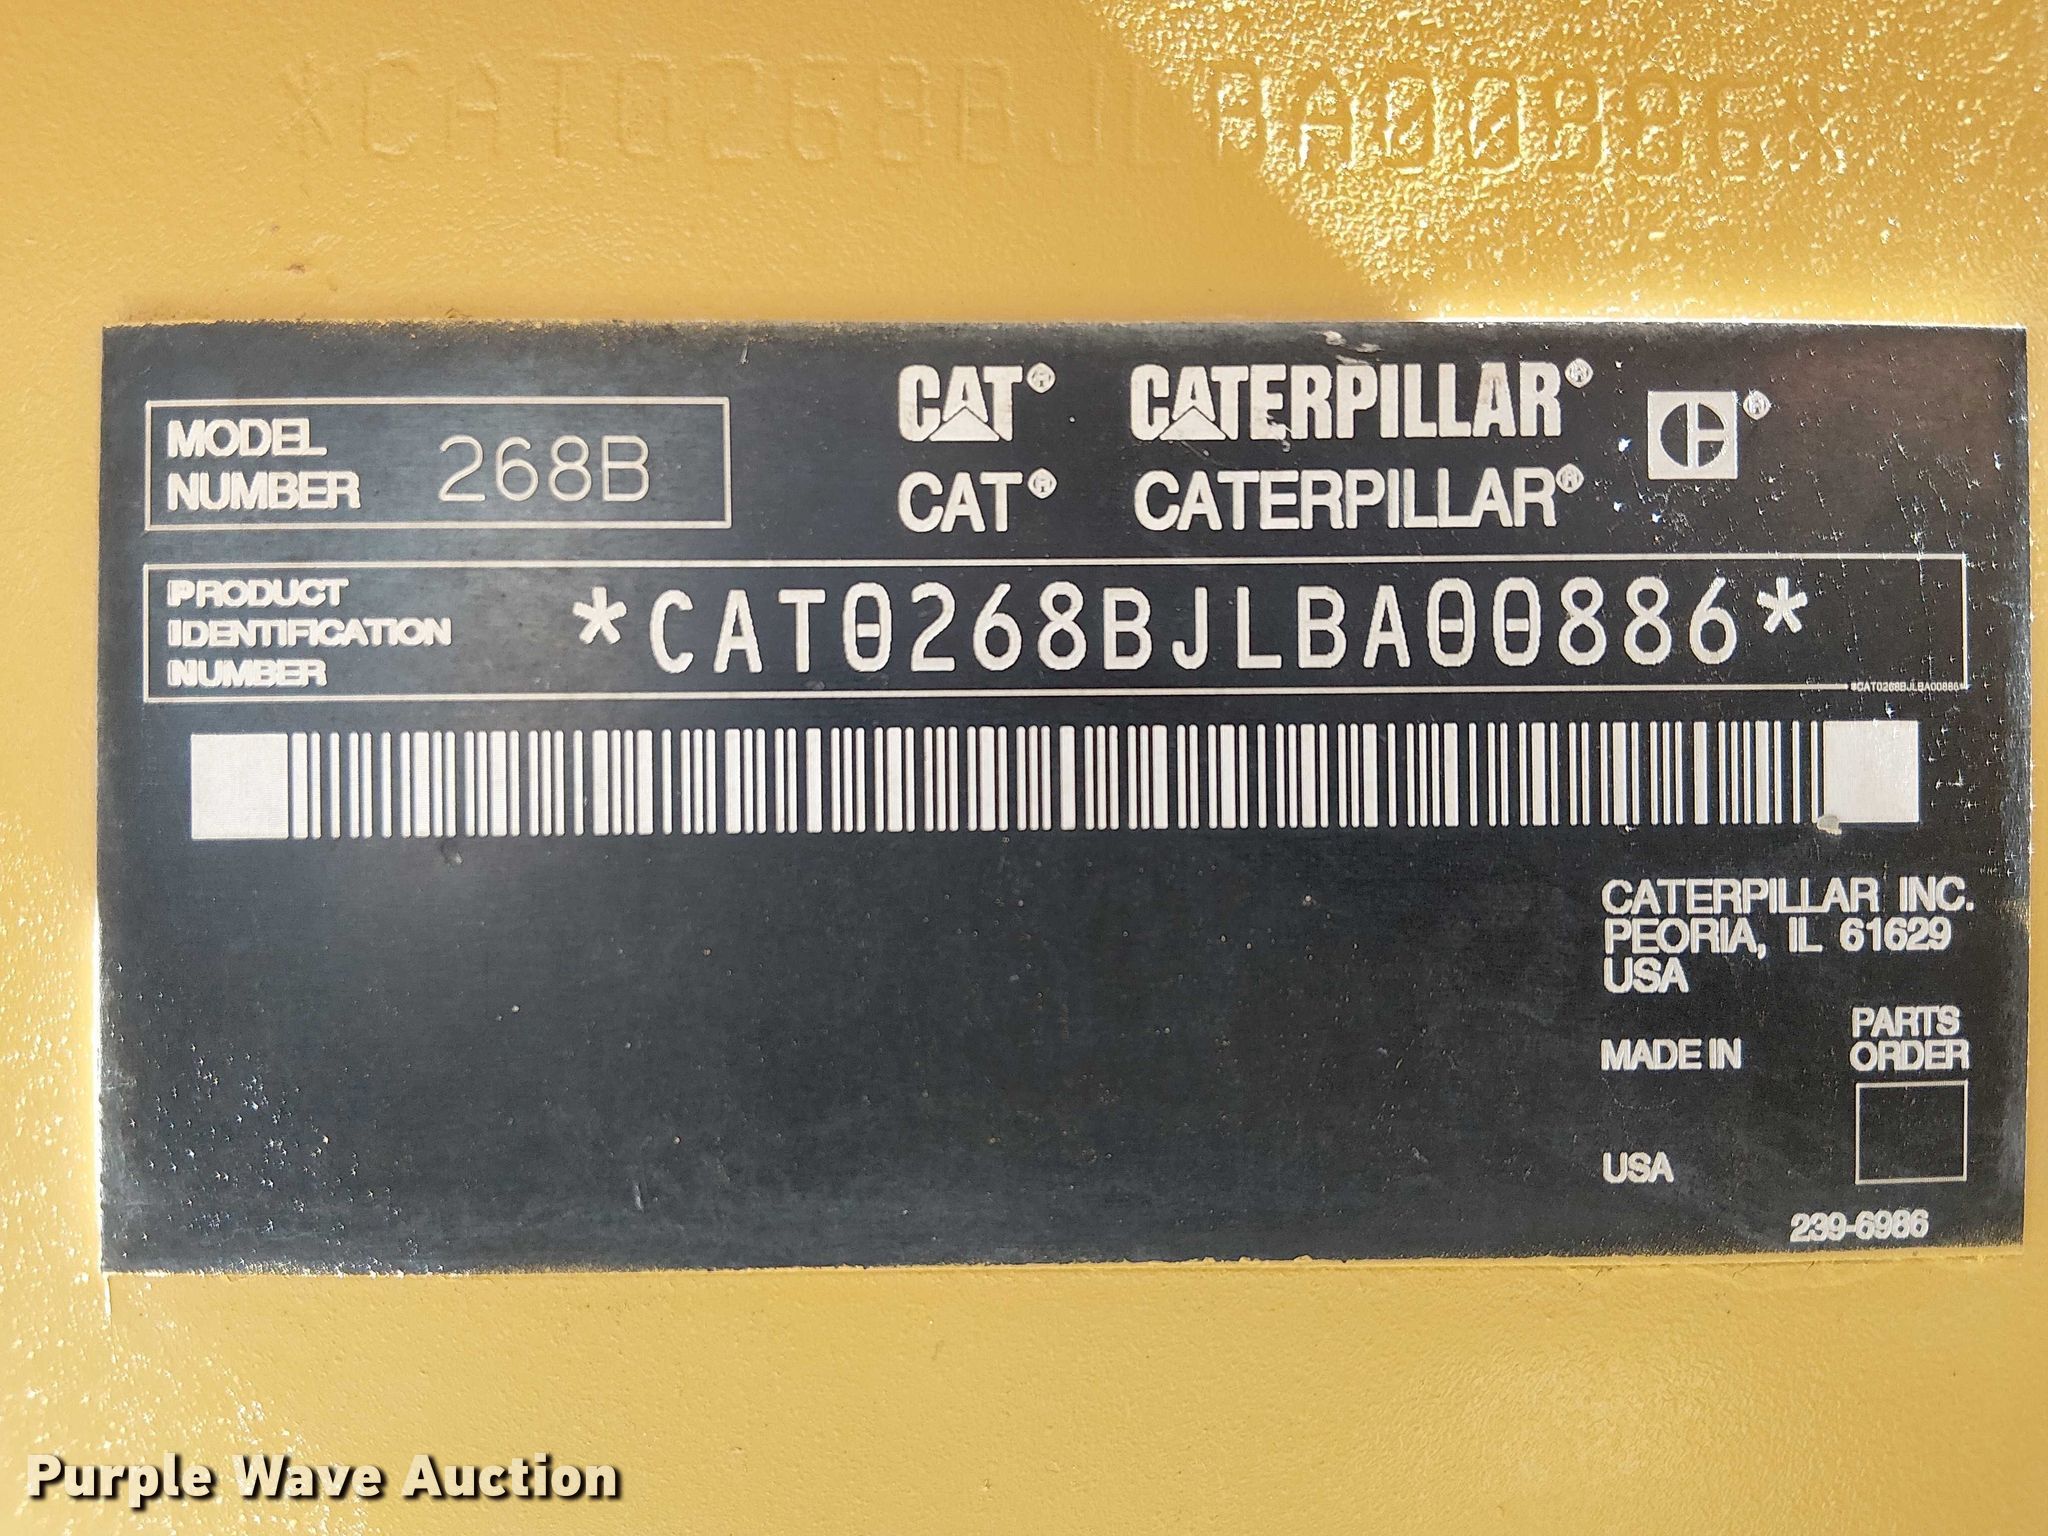 *CAT0268BJLBA00886*
CAT® CATERPILLAR®
MODEL NUMBER 268B
CAT® CATERPILLAR®
PRODUCT IDENTIFICATION NUMBER *CAT0268BJLBA00886*
*CAT0268BJLBA00886*
CATERPILLAR INC.
PEORIA, IL 61629
USA
MADE IN
USA
PARTS
ORDER
239-6986
Purple Wave Auction